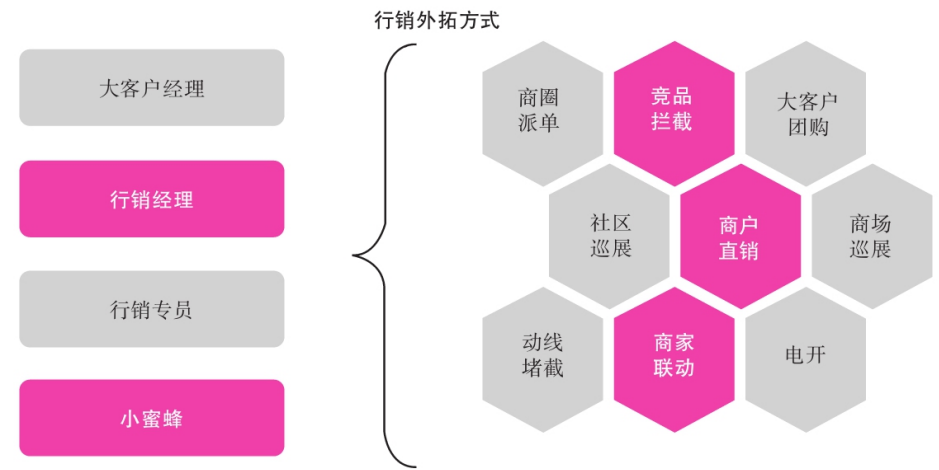 行销外拓方式
大客户经理
行销经理
行销专员
小蜜蜂
商圈
派单
竞品
拦截
大客户
团购
社区
巡展
商户
直销
商场
巡展
动线
堵截
商家
联动
电开